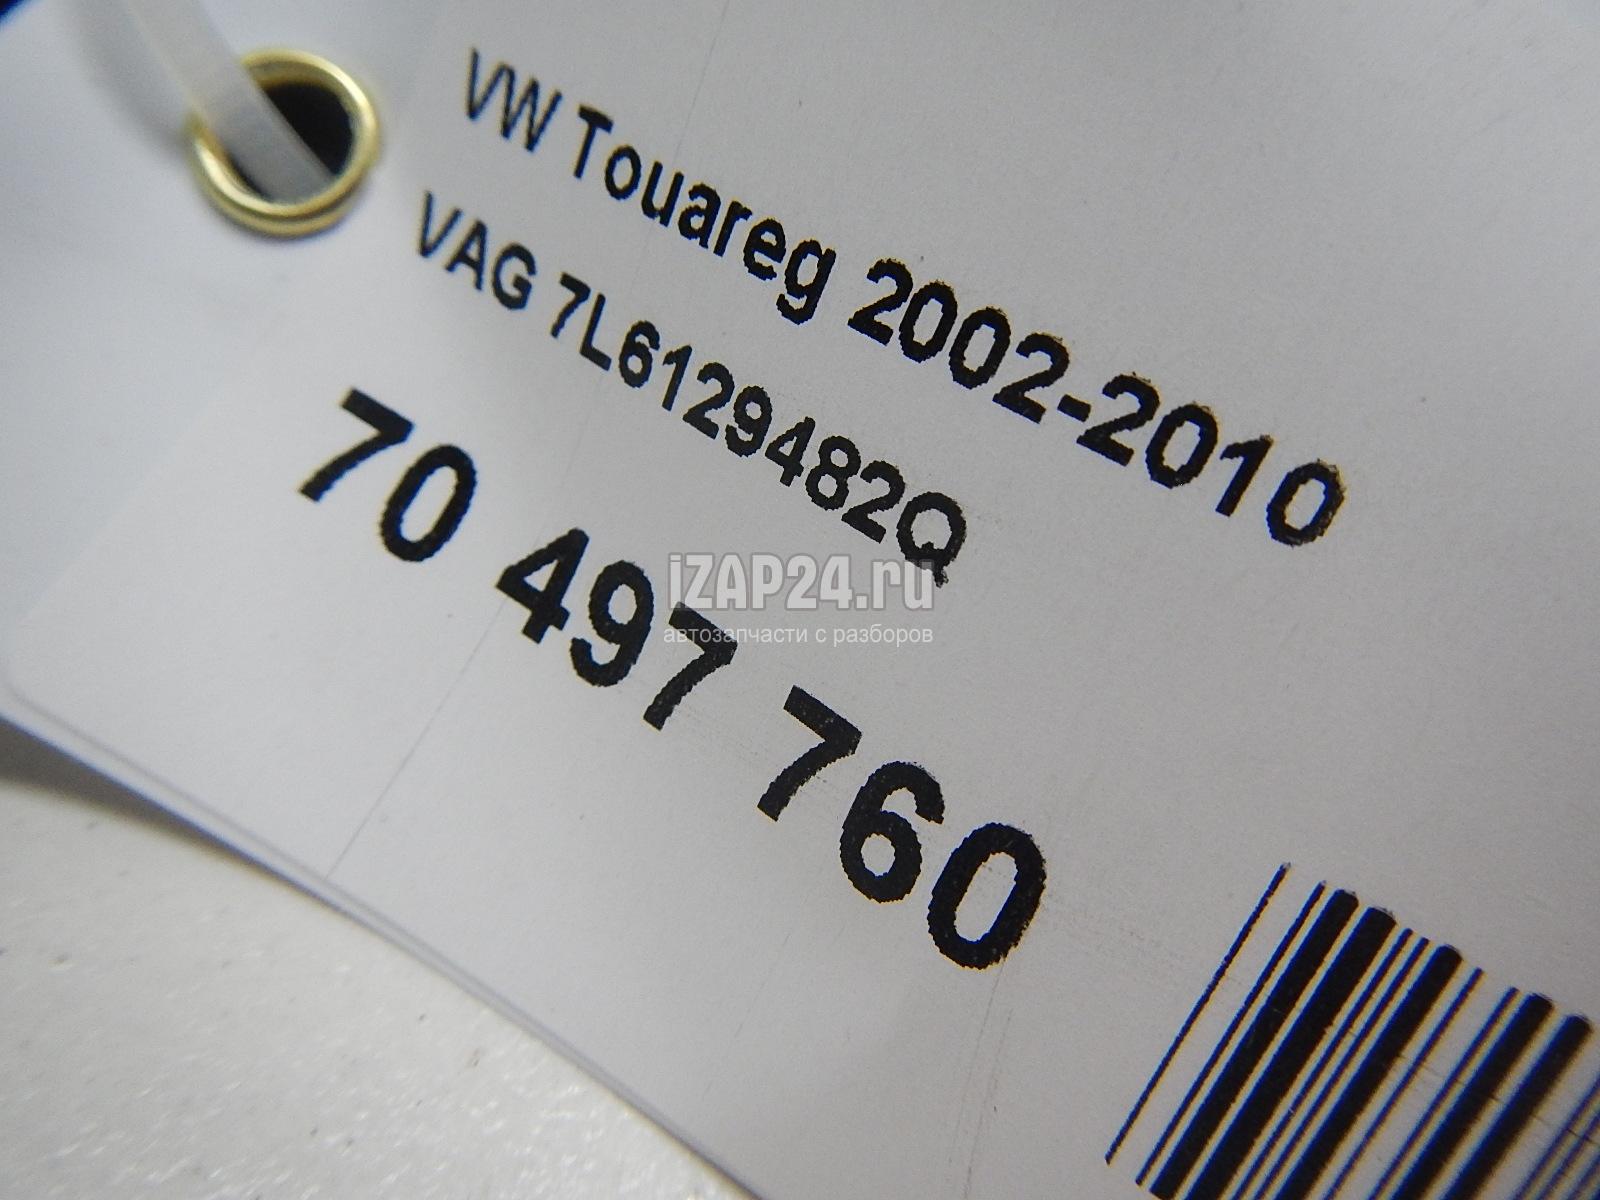 VW Touareg 2002-2010
VAG 7L6129482Q
70 497 760
iZAP24.ru
автозапчасти с разборов